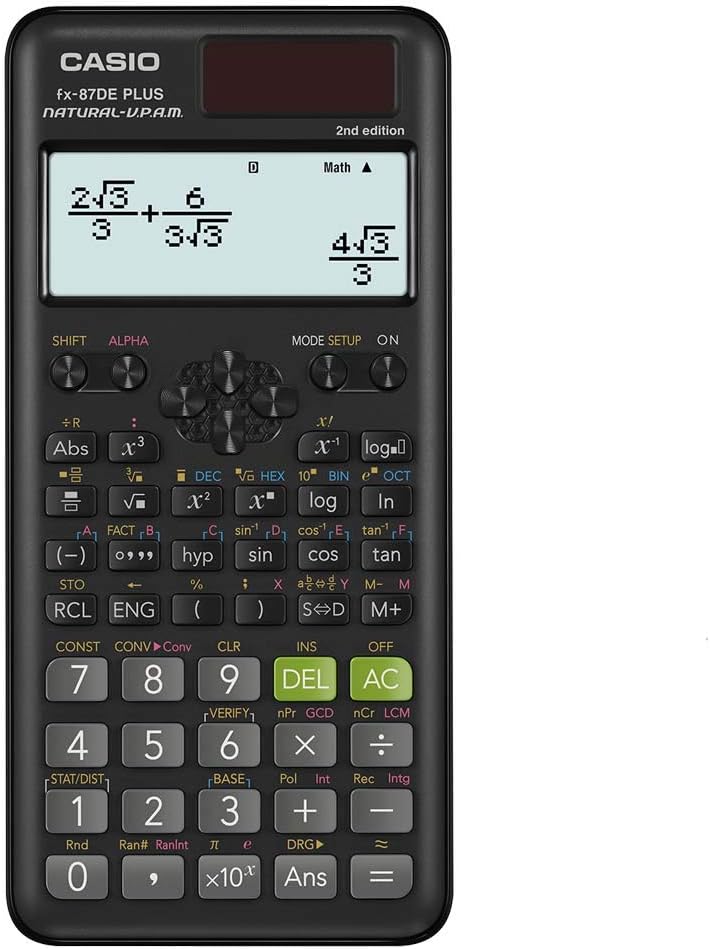 CASIO
fx-87DE PLUS
NATURAL-V.P.A.M.
2nd edition
D Math ▲
2√3/3 + 6/(3√3)
4√3/3
SHIFT ALPHA MODE SETUP ON
÷R : x!
Abs x³ x⁻¹ log▪▯
▪▪/▪ ³√▪ ▪̅ DEC ▪√▪ HEX 10▪ BIN e▪ OCT
▪/▪ √▪ x² x▪ log ln
A FACT B C sin⁻¹ D cos⁻¹ E tan⁻¹ F
(−) °,,, hyp sin cos tan
STO ← % ; X a b/c⇔d/c Y M− M
RCL ENG ( ) S⇔D M+
CONST CONV▶Conv CLR INS OFF
7 8 9 DEL AC
VERIFY nPr GCD nCr LCM
4 5 6 × ÷
STAT/DIST BASE Pol Int Rec Intg
1 2 3 + −
Rnd Ran# RanInt π e DRG▶ ≈
0 , ×10ˣ Ans =